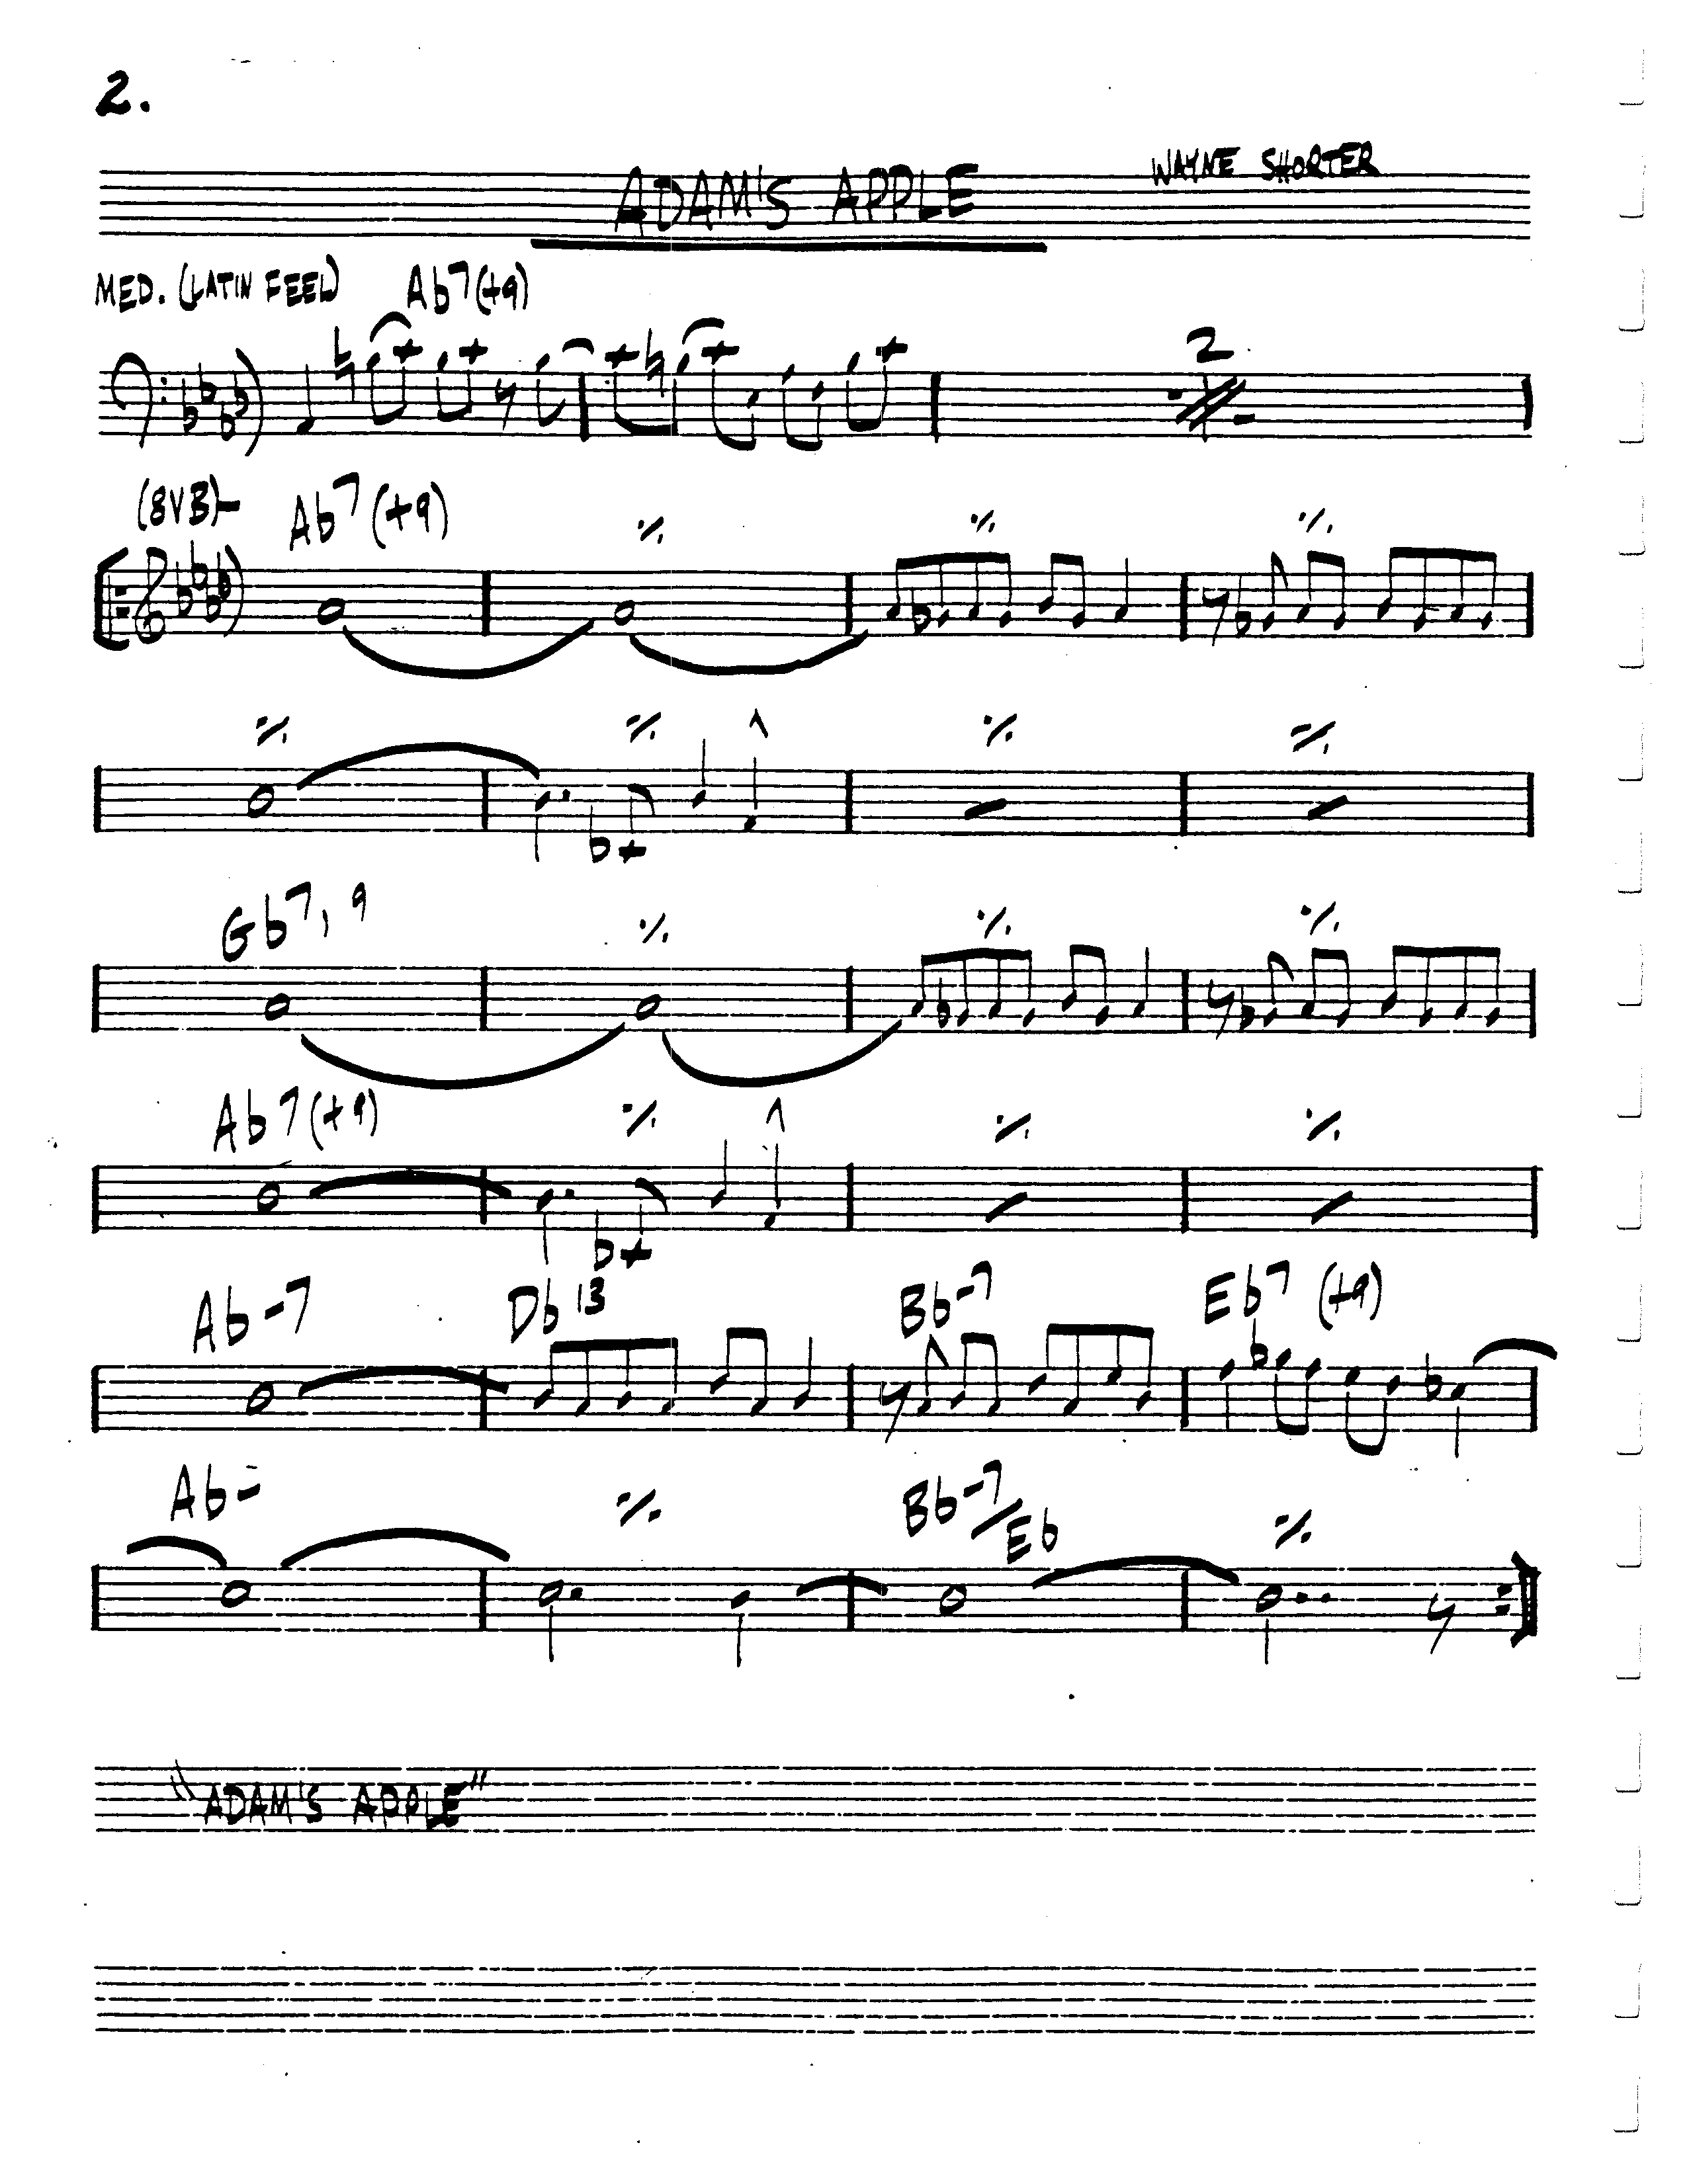 2.
ADAM'S APPLE
WAYNE SHORTER
MED. (LATIN FEEL) Ab7(+9)
2
(8VB)- Ab7(+9) ٪ ٪ ٪
٪ ٪ ^ ٪ ٪
Gb7, 9 ٪ ٪ ٪
Ab7(+9) ٪ ^ ٪ ٪
Ab-7 Db13 Bb-7 Eb7 (+9)
Ab- ٪ Bb-7/Eb ٪
"ADAM'S APPLE"